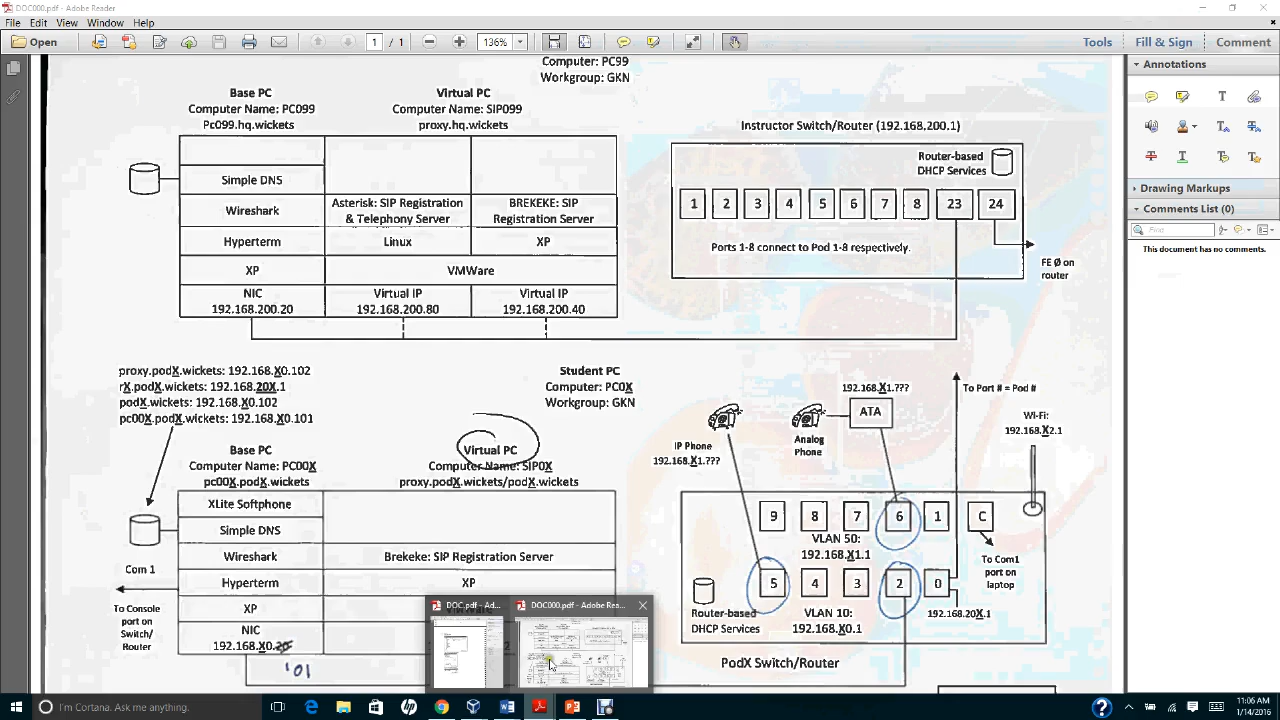 DOC000.pdf - Adobe Reader
File Edit View Window Help
Open 1 / 1 136% Tools Fill & Sign Comment
Computer: PC99
Workgroup: GKN
Base PC
Computer Name: PC099
Pc099.hq.wickets
Virtual PC
Computer Name: SIP099
proxy.hq.wickets
Simple DNS
Wireshark
Asterisk: SIP Registration
& Telephony Server
BREKEKE: SIP
Registration Server
Hyperterm
Linux
XP
XP
VMWare
NIC
192.168.200.20
Virtual IP
192.168.200.80
Virtual IP
192.168.200.40
Instructor Switch/Router (192.168.200.1)
Router-based
DHCP Services
1 2 3 4 5 6 7 8 23 24
Ports 1-8 connect to Pod 1-8 respectively.
FE Ø on
router
proxy.podX.wickets: 192.168.X0.102
rX.podX.wickets: 192.168.20X.1
podX.wickets: 192.168.X0.102
pc00X.podX.wickets: 192.168.X0.101
Student PC
Computer: PC0X
Workgroup: GKN
Base PC
Computer Name: PC00X
pc00X.podX.wickets
Virtual PC
Computer Name: SIP0X
proxy.podX.wickets/podX.wickets
XLite Softphone
Simple DNS
Wireshark
Brekeke: SIP Registration Server
Hyperterm
XP
XP
NIC
192.168.X0.
'01
Com 1
To Console
port on
Switch/
Router
IP Phone
192.168.X1.???
Analog
Phone
192.168.X1.???
ATA
To Port # = Pod #
Wi-Fi:
192.168.X2.1
9 8 7 6 1 C
VLAN 50:
192.168.X1.1
To Com1
port on
laptop
5 4 3 2 0
Router-based
DHCP Services
VLAN 10:
192.168.X0.1
192.168.20X.1
PodX Switch/Router
Annotations
Drawing Markups
Comments List (0)
Find
This document has no comments.
DOC.pdf - Ad...
DOC000.pdf - Adobe Rea...
I'm Cortana. Ask me anything.
11:06 AM
1/14/2016